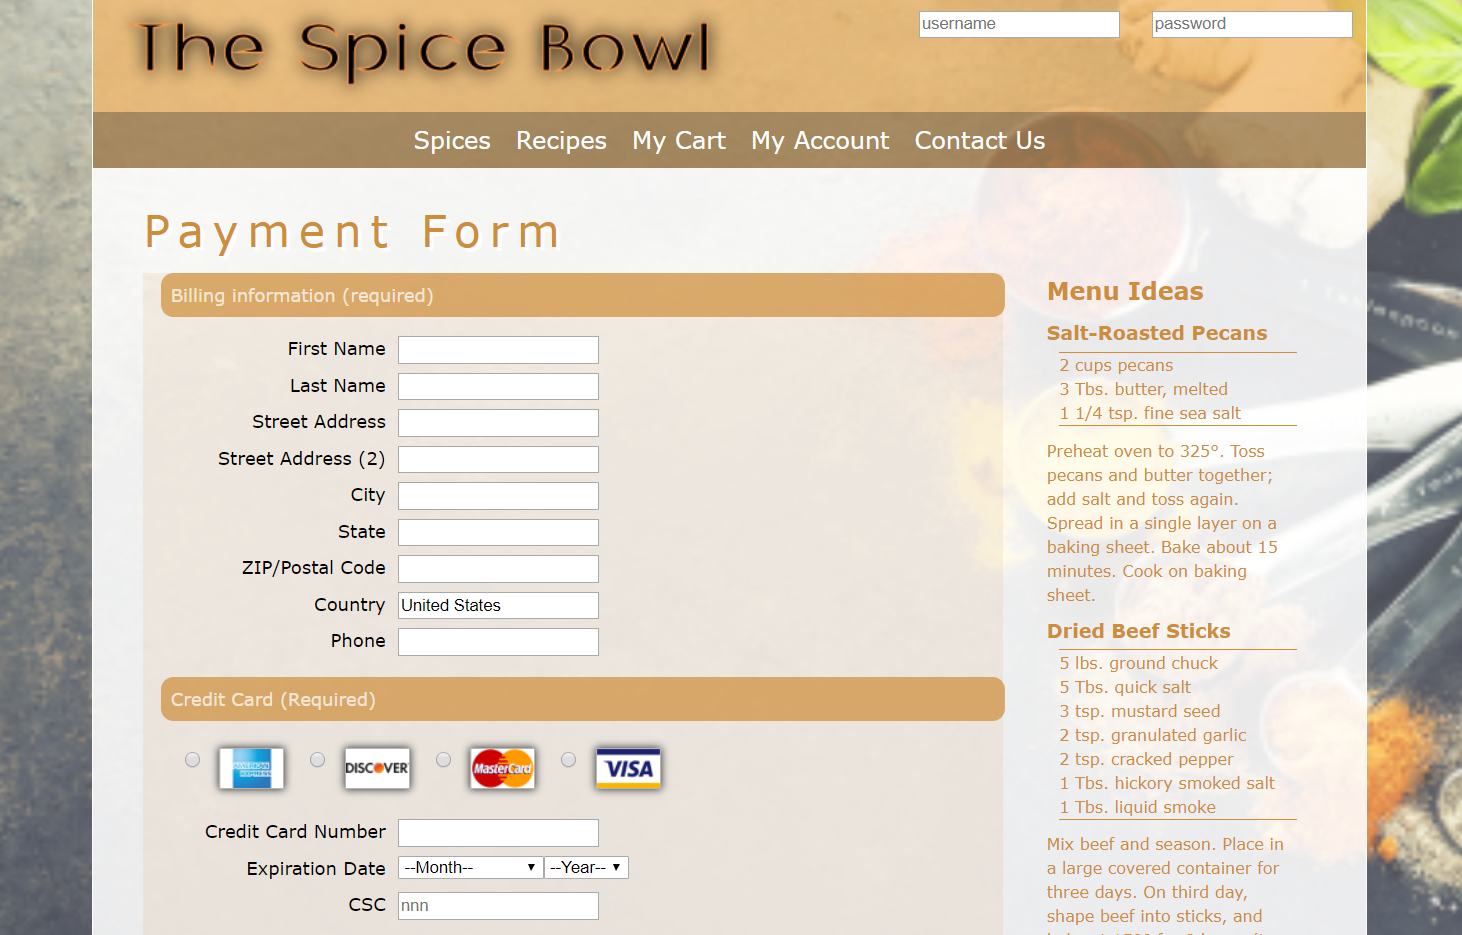 The Spice Bowl
username
password
Spices Recipes My Cart My Account Contact Us
Payment Form
Billing information (required)
First Name
Last Name
Street Address
Street Address (2)
City
State
ZIP/Postal Code
Country United States
Phone
Credit Card (Required)
DISCOVER
MasterCard
VISA
Credit Card Number
Expiration Date --Month-- --Year--
CSC nnn
Menu Ideas
Salt-Roasted Pecans
2 cups pecans
3 Tbs. butter, melted
1 1/4 tsp. fine sea salt
Preheat oven to 325°. Toss
pecans and butter together;
add salt and toss again.
Spread in a single layer on a
baking sheet. Bake about 15
minutes. Cook on baking
sheet.
Dried Beef Sticks
5 lbs. ground chuck
5 Tbs. quick salt
3 tsp. mustard seed
2 tsp. granulated garlic
2 tsp. cracked pepper
1 Tbs. hickory smoked salt
1 Tbs. liquid smoke
Mix beef and season. Place in
a large covered container for
three days. On third day,
shape beef into sticks, and